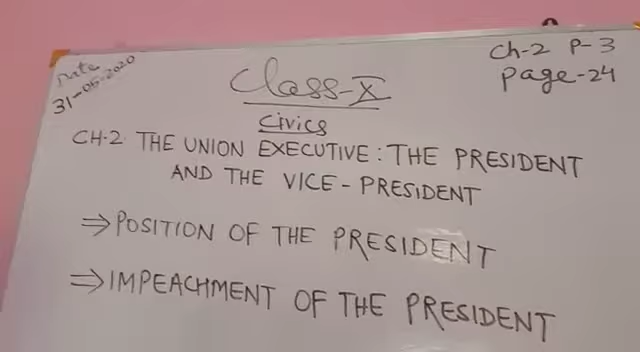 Date
31-05-2020
Ch-2 P-3
Page-24
Class-X
Civics
CH-2 THE UNION EXECUTIVE: THE PRESIDENT
AND THE VICE-PRESIDENT
⇒ POSITION OF THE PRESIDENT
⇒ IMPEACHMENT OF THE PRESIDENT